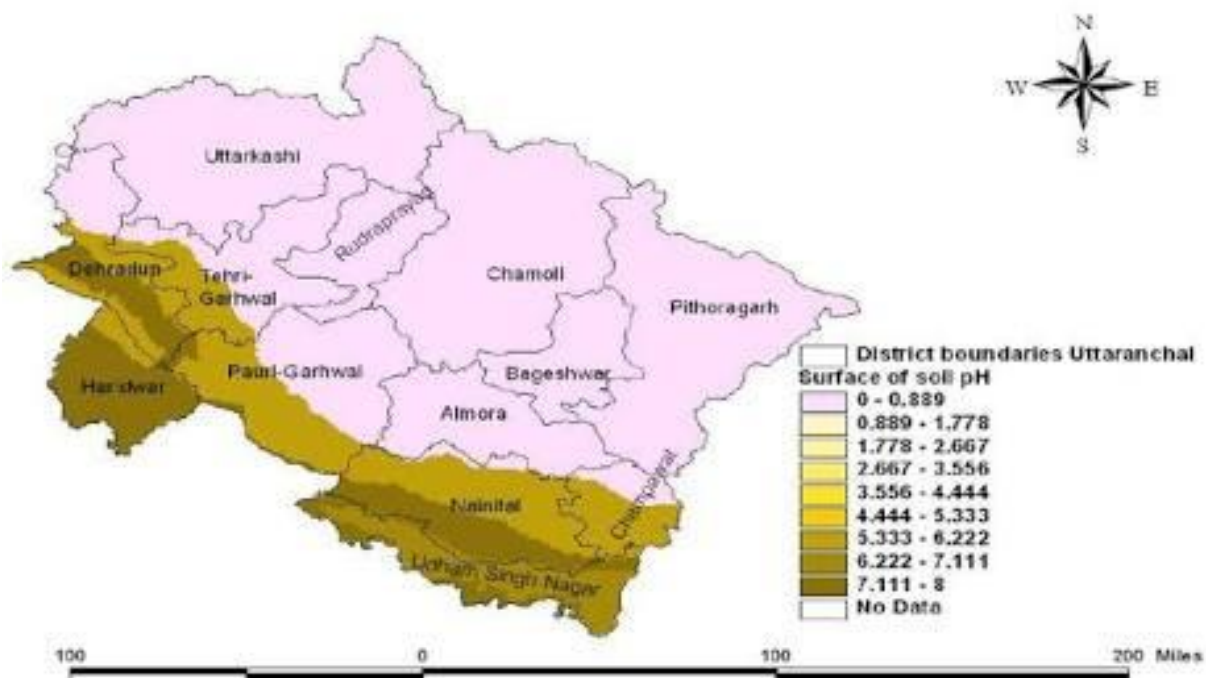 N
W
E
S
Uttarkashi
Rudraprayag
Dehradun
Tehri-
Garhwal
Chamoli
Pithoragarh
Pauri-Garhwal
Hardwar
Bageshwar
Almora
Nainital
Champawat
Udham Singh Nagar
District boundaries Uttaranchal
Surface of soil pH
0 - 0.889
0.889 - 1.778
1.778 - 2.667
2.667 - 3.556
3.556 - 4.444
4.444 - 5.333
5.333 - 6.222
6.222 - 7.111
7.111 - 8
No Data
100 0 100 200 Miles